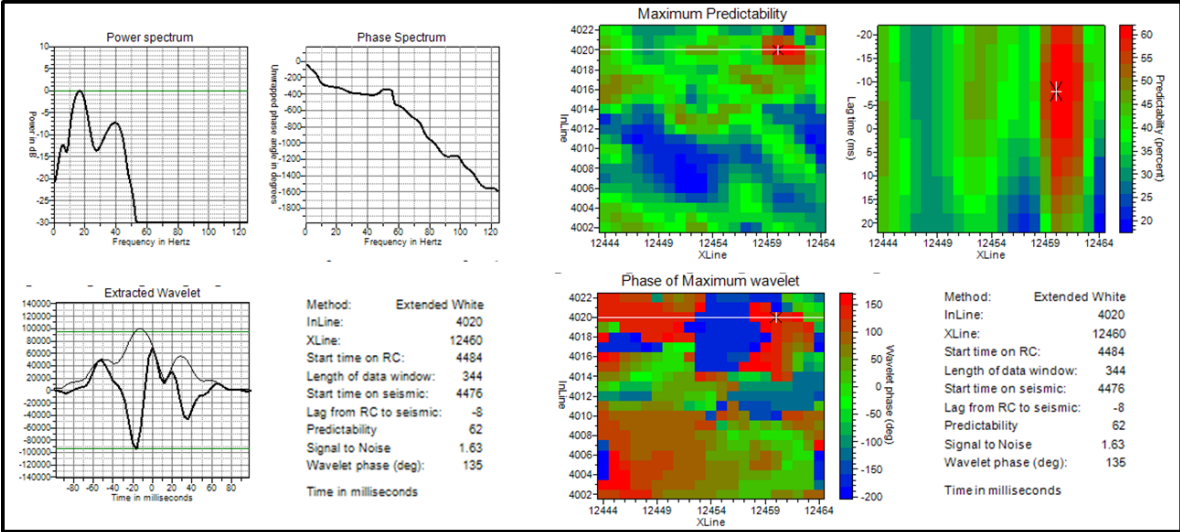 Power spectrum
Power in dB
10
5
0
-5
-10
-15
-20
-25
-30
0 20 40 60 80 100 120
Frequency in Hertz
Phase Spectrum
Unwrapped phase angle in degrees
0
-200
-400
-600
-800
-1000
-1200
-1400
-1600
-1800
0 20 40 60 80 100 120
Frequency in Hertz
Maximum Predictability
InLine
4022
4020
4018
4016
4014
4012
4010
4008
4006
4004
4002
12444 12449 12454 12459 12464
XLine
Lag time (ms)
-20
-15
-10
-5
0
5
10
15
20
12444 12449 12454 12459 12464
XLine
60
55
50
45
40
35
30
25
20
Predictability (percent)
Extracted Wavelet
140000
120000
100000
80000
60000
40000
20000
0
-20000
-40000
-60000
-80000
-100000
-120000
-140000
-80 -60 -40 -20 0 20 40 60 80
Time in milliseconds
Method: Extended White
InLine: 4020
XLine: 12460
Start time on RC: 4484
Length of data window: 344
Start time on seismic: 4476
Lag from RC to seismic: -8
Predictability 62
Signal to Noise 1.63
Wavelet phase (deg): 135
Time in milliseconds
Phase of Maximum wavelet
InLine
4022
4020
4018
4016
4014
4012
4010
4008
4006
4004
4002
12444 12449 12454 12459 12464
XLine
150
100
50
0
-50
-100
-150
-200
Wavelet phase (deg)
Method: Extended White
InLine: 4020
XLine: 12460
Start time on RC: 4484
Length of data window: 344
Start time on seismic: 4476
Lag from RC to seismic: -8
Predictability 62
Signal to Noise 1.63
Wavelet phase (deg): 135
Time in milliseconds